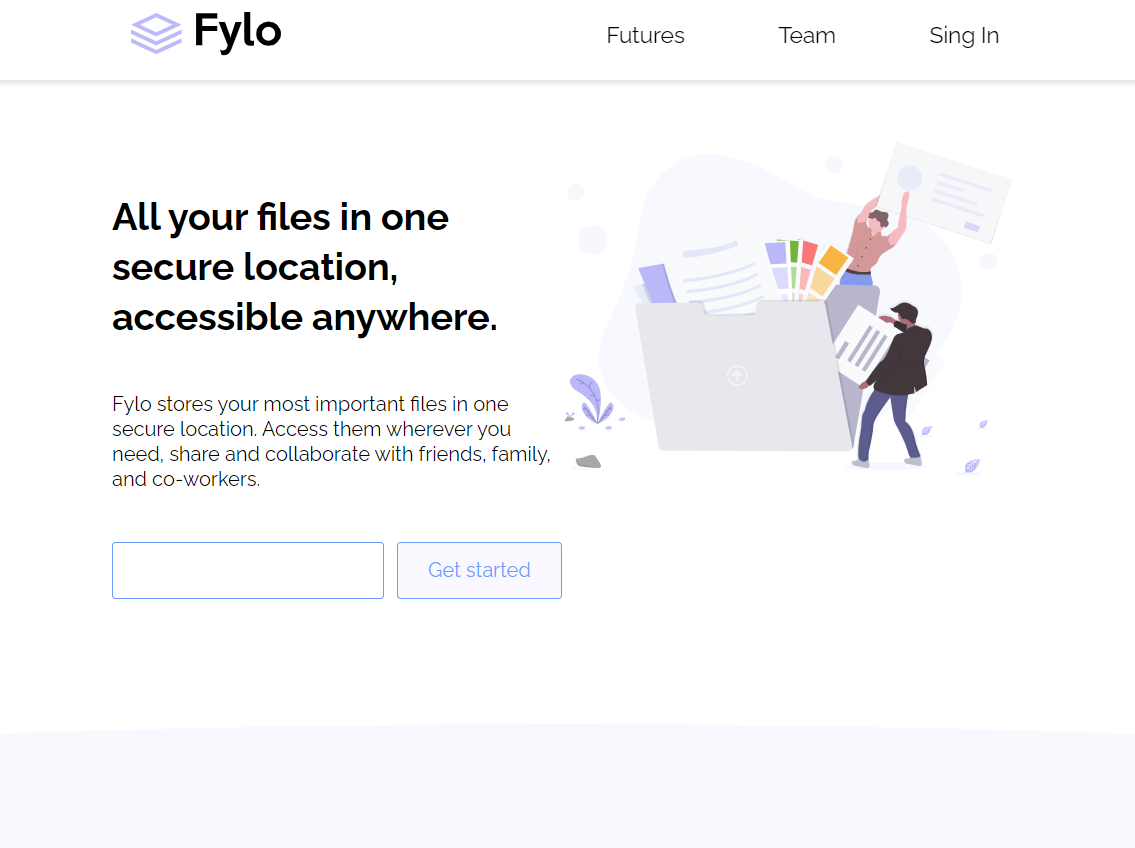 Fylo
Futures
Team
Sing In
All your files in one
secure location,
accessible anywhere.
Fylo stores your most important files in one
secure location. Access them wherever you
need, share and collaborate with friends, family,
and co-workers.
Get started